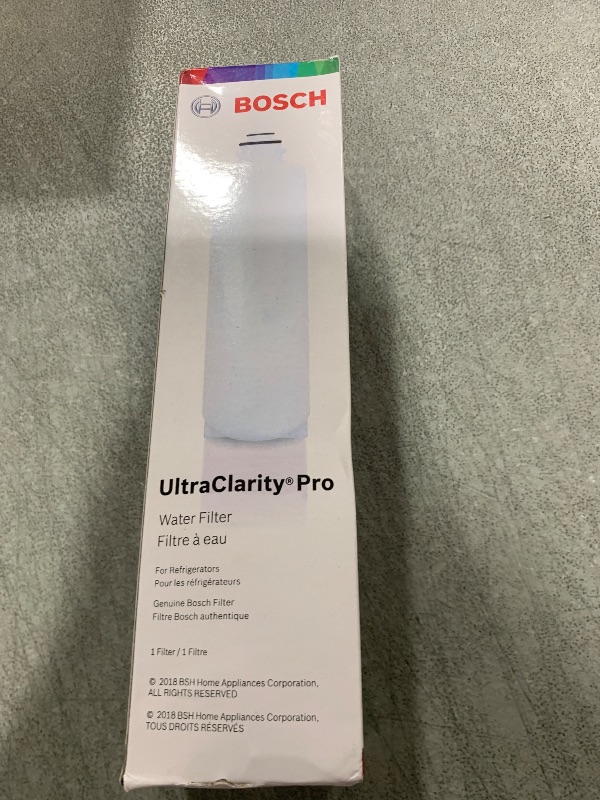 BOSCH
UltraClarity® Pro
Water Filter
Filtre à eau
For Refrigerators
Pour les réfrigérateurs
Genuine Bosch Filter
Filtre Bosch authentique
1 Filter / 1 Filtre
© 2018 BSH Home Appliances Corporation,
ALL RIGHTS RESERVED
© 2018 BSH Home Appliances Corporation,
TOUS DROITS RÉSERVÉS